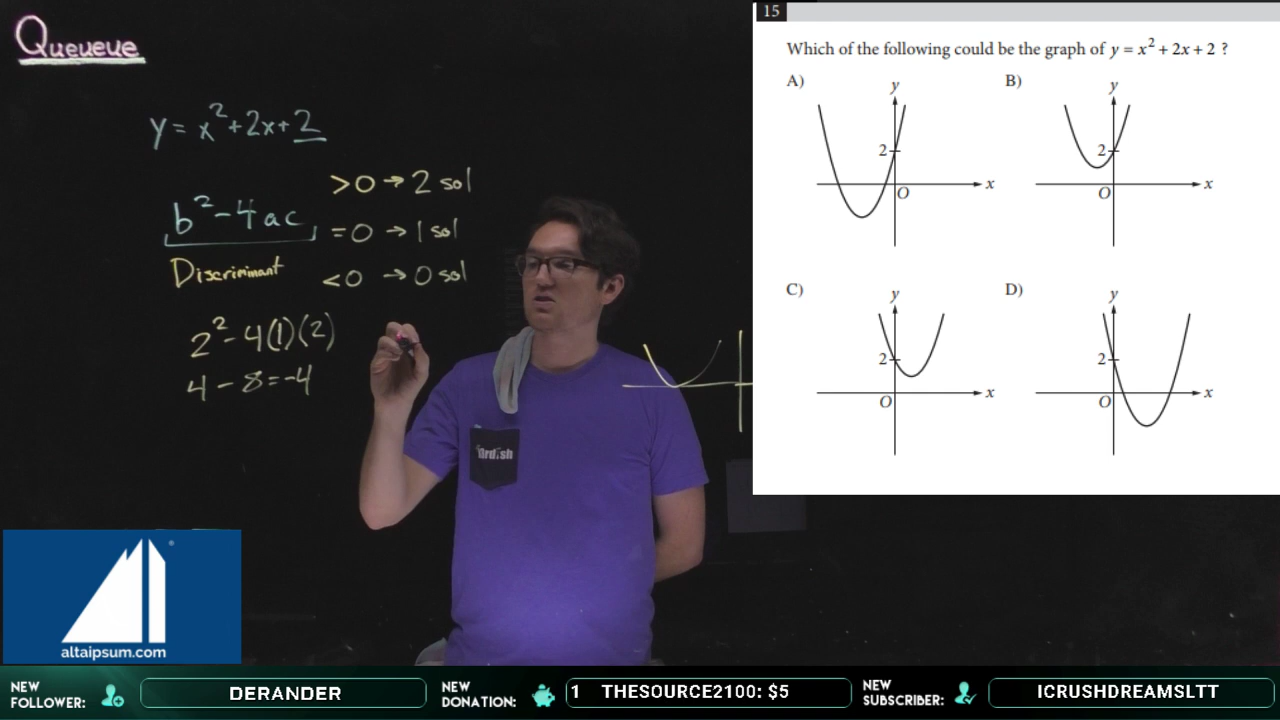 Queueue
y = x²+2x+2
b²-4ac
Discriminant
>0 → 2 sol
=0 → 1 sol
<0 → 0 sol
2²-4(1)(2)
4-8=-4
15
Which of the following could be the graph of y = x² + 2x + 2 ?
A)
y
2
O
x
B)
y
2
O
x
C)
y
2
O
x
D)
y
2
O
x
altaipsum.com
NEW
FOLLOWER:
DERANDER
NEW
DONATION:
1 THESOURCE2100: $5
NEW
SUBSCRIBER:
ICRUSHDREAMSLTT